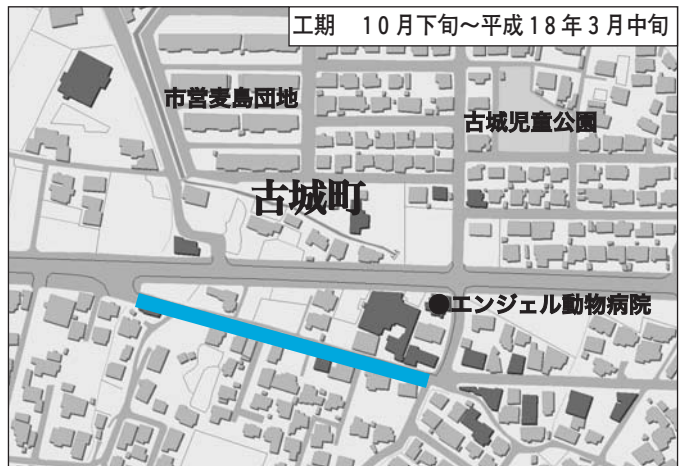 工期　10月下旬～平成18年3月中旬
市営麦島団地
古城児童公園
古城町
●エンジェル動物病院